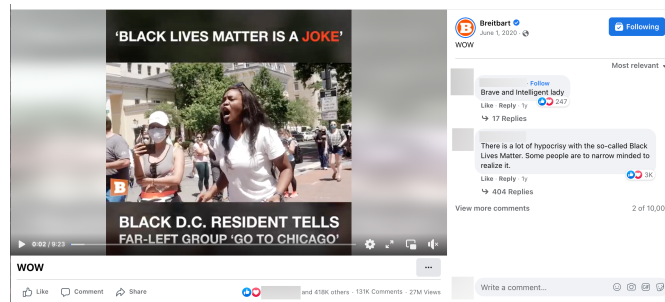 'BLACK LIVES MATTER IS A JOKE'
B
BLACK D.C. RESIDENT TELLS
FAR-LEFT GROUP 'GO TO CHICAGO'
0:02 / 9:23
WOW
Like
Comment
Share
and 418K others · 131K Comments · 27M Views
B
Breitbart
June 1, 2020 ·
Following
WOW
Most relevant
· Follow
Brave and Intelligent lady
Like · Reply · 1y
247
17 Replies
There is a lot of hypocrisy with the so-called Black
Lives Matter. Some people are to narrow minded to
realize it.
Like · Reply · 1y
3K
404 Replies
View more comments
2 of 10,00
Write a comment...
GIF